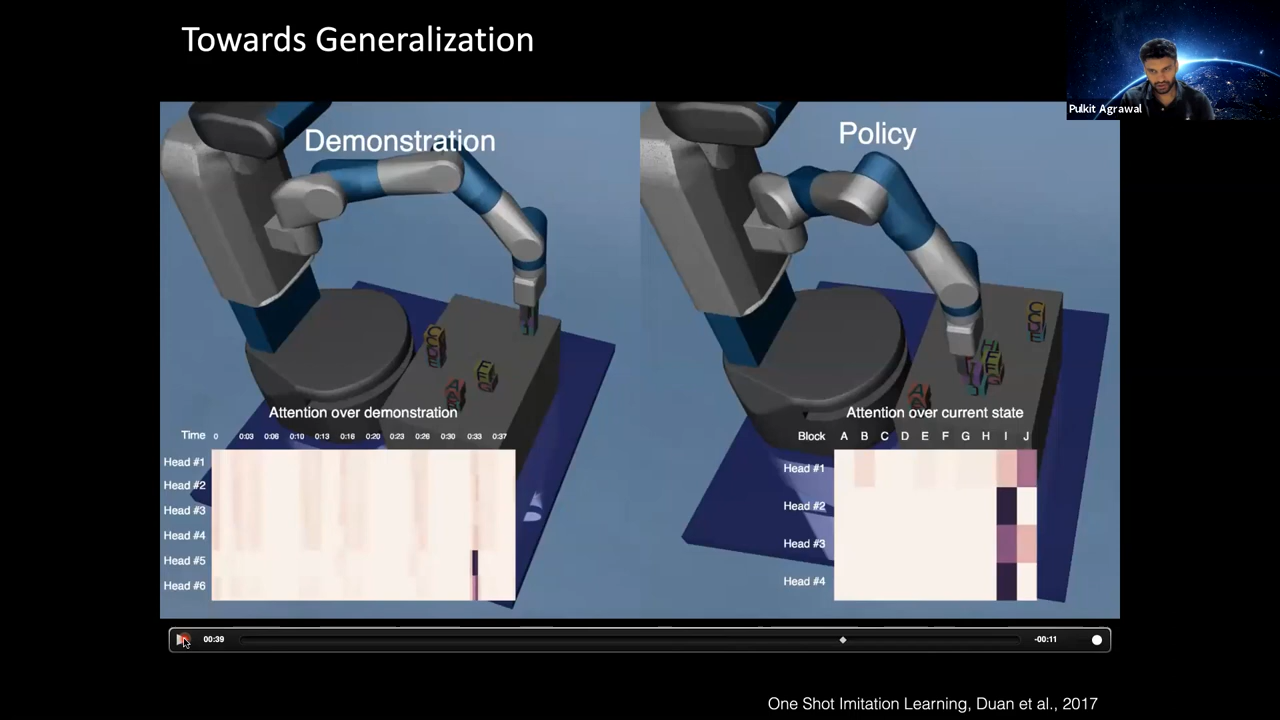 Towards Generalization
Pulkit Agrawal
Demonstration
Policy
Attention over demonstration
Time 0 0:03 0:06 0:10 0:13 0:16 0:20 0:23 0:26 0:30 0:33 0:37
Head #1
Head #2
Head #3
Head #4
Head #5
Head #6
Attention over current state
Block A B C D E F G H I J
Head #1
Head #2
Head #3
Head #4
00:39
-00:11
One Shot Imitation Learning, Duan et al., 2017